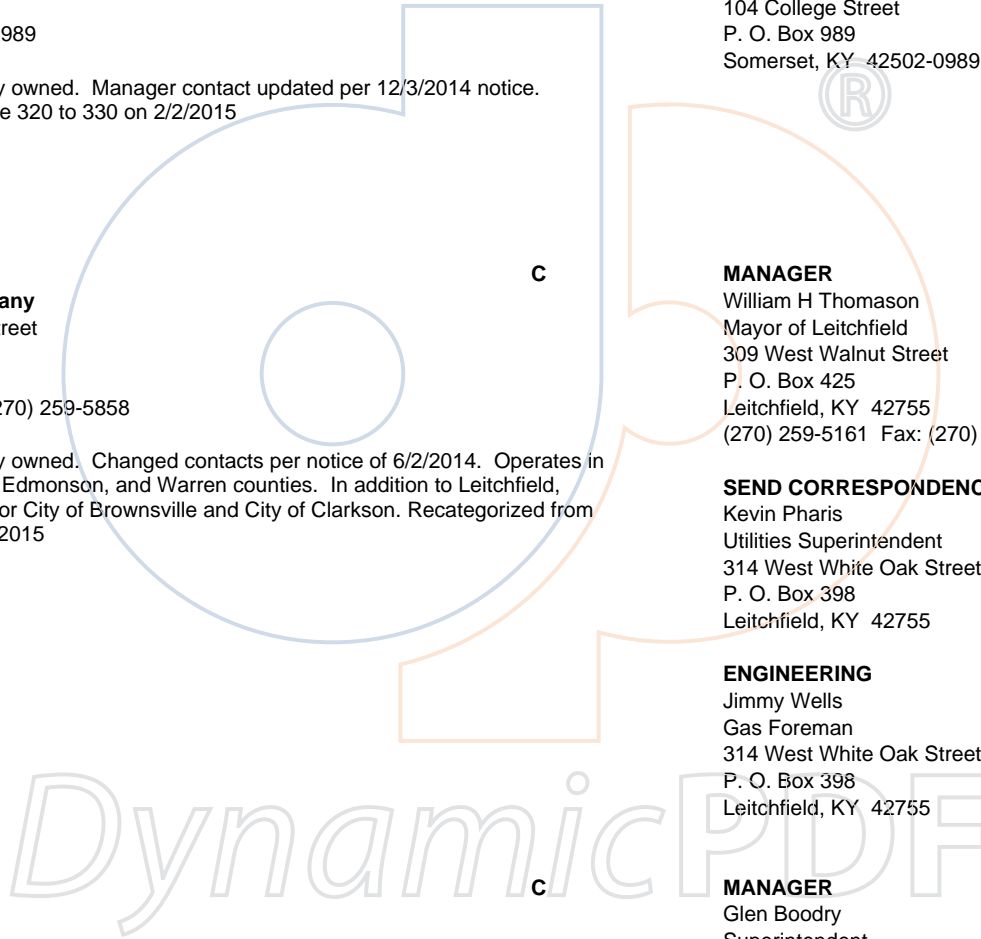 989
y owned.  Manager contact updated per 12/3/2014 notice.
e 320 to 330 on 2/2/2015
104 College Street
P. O. Box 989
Somerset, KY  42502-0989
®
C
any
reet
270) 259-5858
y owned.  Changed contacts per notice of 6/2/2014.  Operates in
Edmonson, and Warren counties.  In addition to Leitchfield,
or City of Brownsville and City of Clarkson. Recategorized from
2015
MANAGER
William H Thomason
Mayor of Leitchfield
309 West Walnut Street
P. O. Box 425
Leitchfield, KY  42755
(270) 259-5161  Fax: (270)
SEND CORRESPONDENC
Kevin Pharis
Utilities Superintendent
314 West White Oak Street
P. O. Box 398
Leitchfield, KY  42755
ENGINEERING
Jimmy Wells
Gas Foreman
314 West White Oak Street
P. O. Box 398
Leitchfield, KY  42755
DynamicPDF
C
MANAGER
Glen Boodry
Superintendent